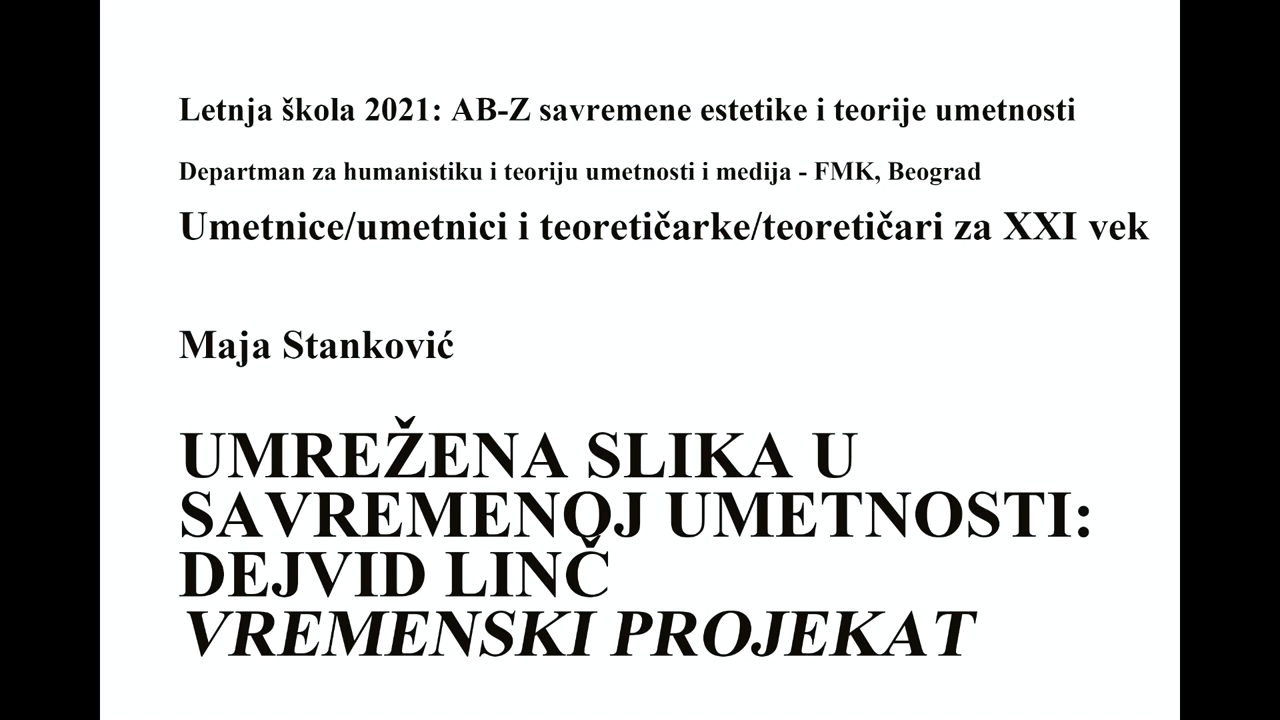 Letnja škola 2021: AB-Z savremene estetike i teorije umetnosti
Departman za humanistiku i teoriju umetnosti i medija - FMK, Beograd
Umetnice/umetnici i teoretičarke/teoretičari za XXI vek
Maja Stanković
UMREŽENA SLIKA U
SAVREMENOJ UMETNOSTI:
DEJVID LINČ
VREMENSKI PROJEKAT